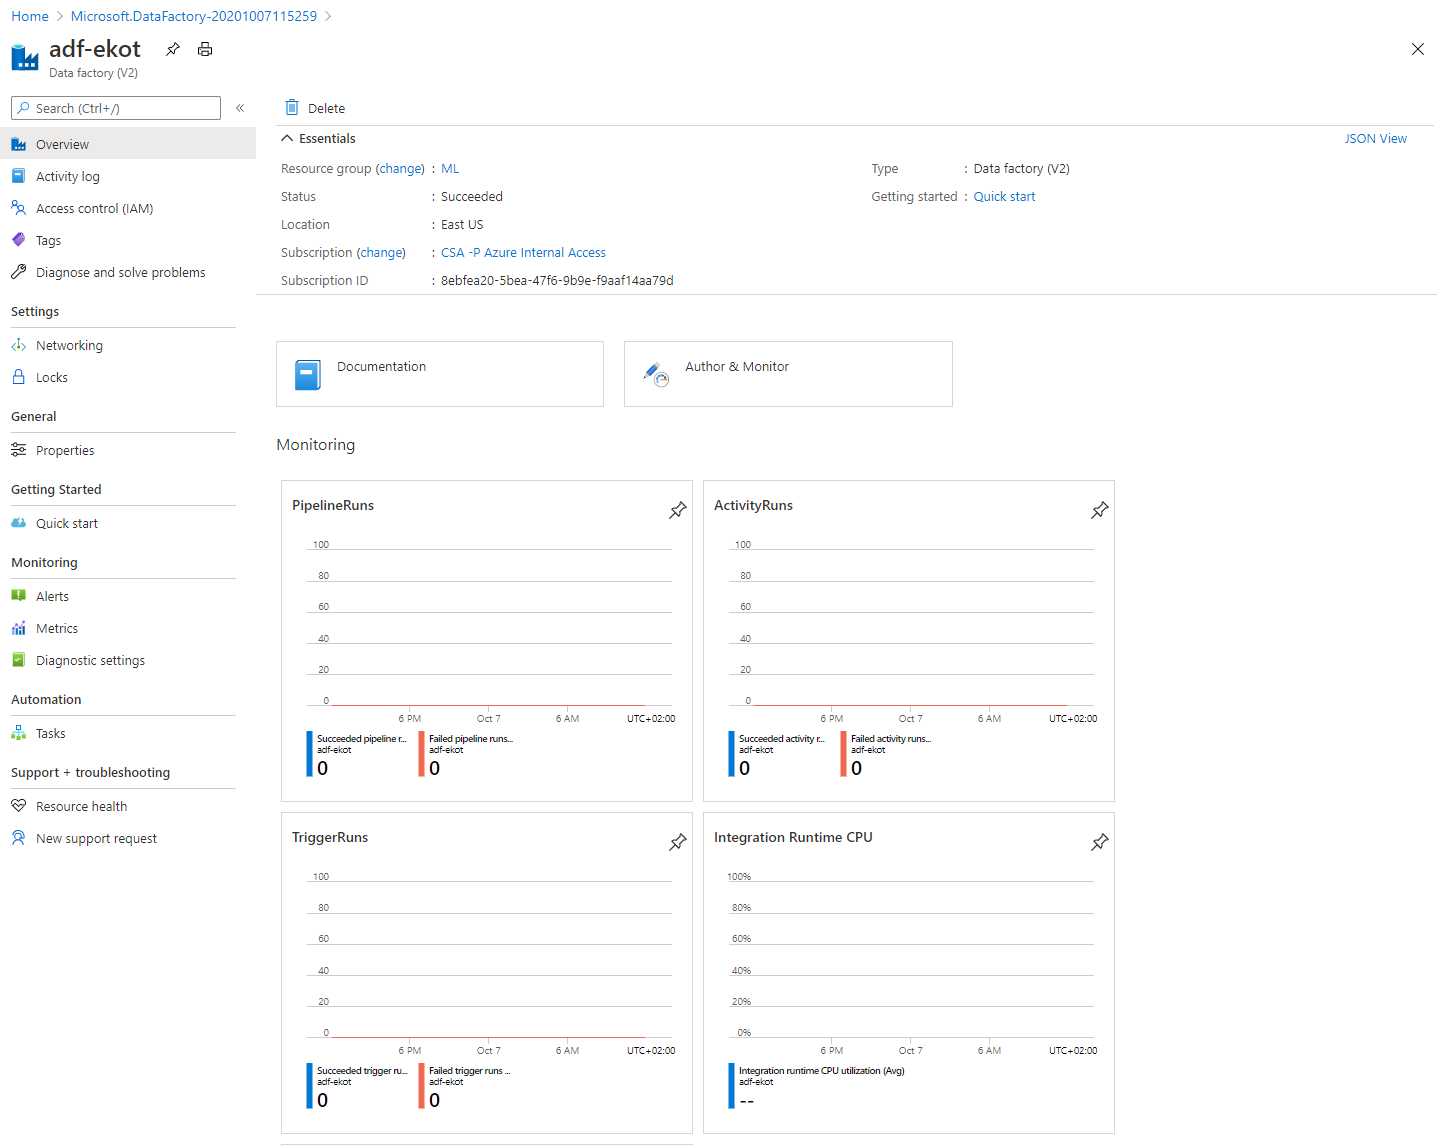 Home > Microsoft.DataFactory-20201007115259 >
adf-ekot
Data factory (V2)
Search (Ctrl+/)
«
Overview
Activity log
Access control (IAM)
Tags
Diagnose and solve problems
Settings
Networking
Locks
General
Properties
Getting Started
Quick start
Monitoring
Alerts
Metrics
Diagnostic settings
Automation
Tasks
Support + troubleshooting
Resource health
New support request
Delete
Essentials
JSON View
Resource group (change) : ML
Status : Succeeded
Location : East US
Subscription (change) : CSA -P Azure Internal Access
Subscription ID : 8ebfea20-5bea-47f6-9b9e-f9aaf14aa79d
Type : Data factory (V2)
Getting started : Quick start
Documentation
Author & Monitor
Monitoring
PipelineRuns
100
80
60
40
20
0
6 PM Oct 7 6 AM UTC+02:00
Succeeded pipeline r... Failed pipeline runs...
adf-ekot adf-ekot
0 0
ActivityRuns
100
80
60
40
20
0
6 PM Oct 7 6 AM UTC+02:00
Succeeded activity r... Failed activity runs...
adf-ekot adf-ekot
0 0
TriggerRuns
100
80
60
40
20
0
6 PM Oct 7 6 AM UTC+02:00
Succeeded trigger ru... Failed trigger runs ...
adf-ekot adf-ekot
0 0
Integration Runtime CPU
100%
80%
60%
40%
20%
0%
6 PM Oct 7 6 AM UTC+02:00
Integration runtime CPU utilization (Avg)
adf-ekot
--